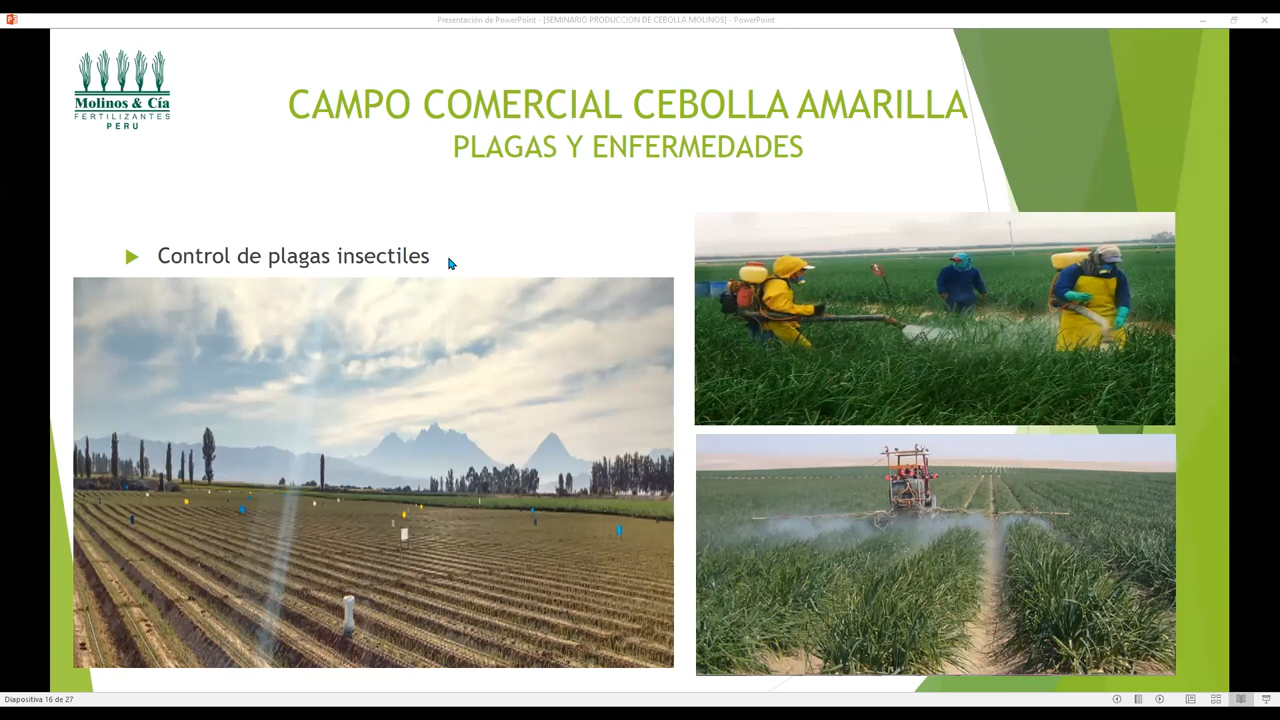 Presentación de PowerPoint - [SEMINARIO PRODUCCION DE CEBOLLA MOLINOS] - PowerPoint
Molinos & Cía
FERTILIZANTES
PERU
CAMPO COMERCIAL CEBOLLA AMARILLA
PLAGAS Y ENFERMEDADES
Control de plagas insectiles
Diapositiva 16 de 27